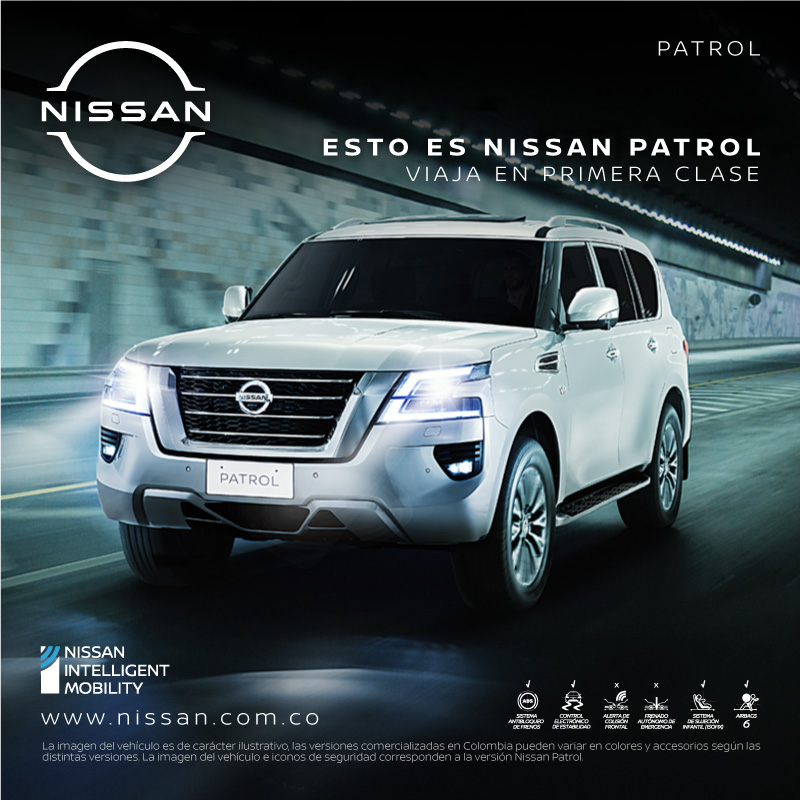 PATROL
NISSAN
ESTO ES NISSAN PATROL
VIAJA EN PRIMERA CLASE
NISSAN
PATROL
NISSAN
INTELLIGENT
MOBILITY
www.nissan.com.co
ABS
SISTEMA
ANTIBLOQUEO
DE FRENOS
CONTROL
ELECTRÓNICO
DE ESTABILIDAD
x
ALERTA DE
COLISIÓN
FRONTAL
x
FRENADO
AUTÓNOMO DE
EMERGENCIA
SISTEMA
DE SUJECIÓN
INFANTIL (ISOFIX)
AIRBAGS
6
La imagen del vehículo es de carácter ilustrativo, las versiones comercializadas en Colombia pueden variar en colores y accesorios según las
distintas versiones. La imagen del vehículo e iconos de seguridad corresponden a la versión Nissan Patrol.